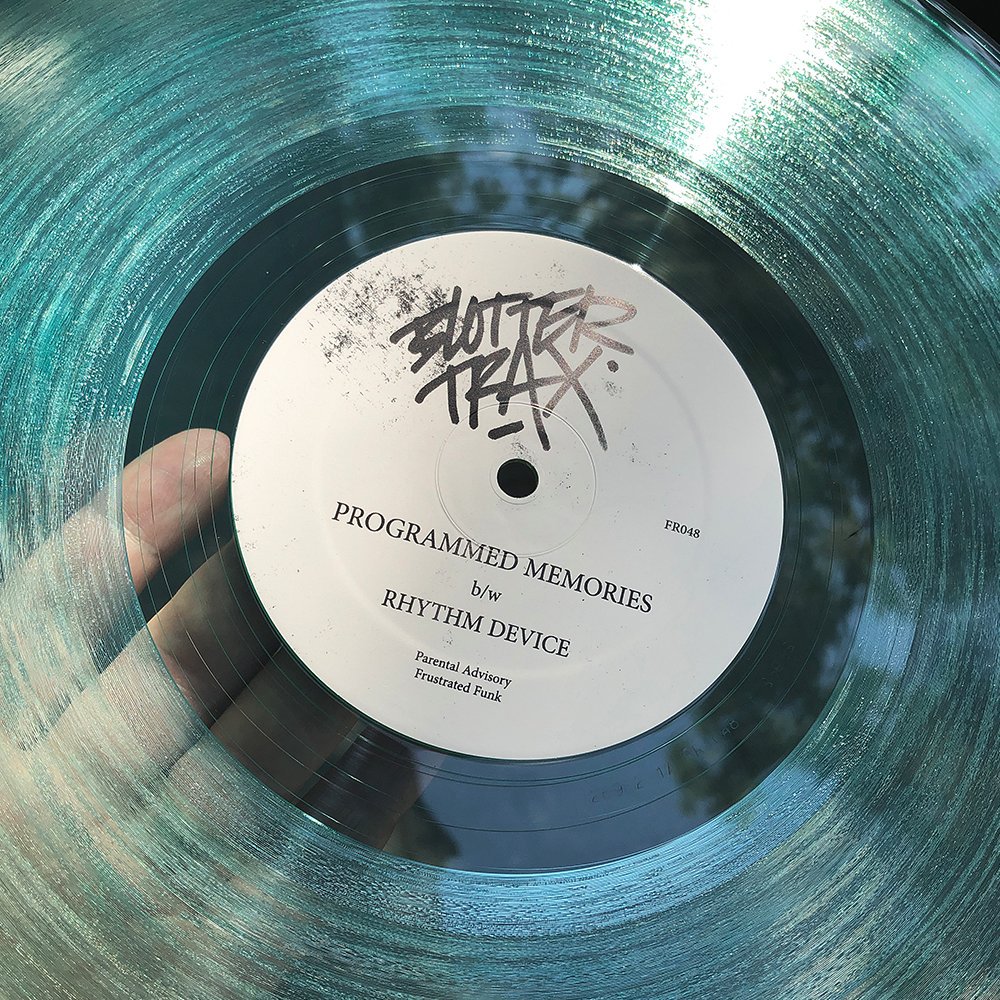 BLOTTER
TRAX
FR048
PROGRAMMED MEMORIES
b/w
RHYTHM DEVICE
Parental Advisory
Frustrated Funk